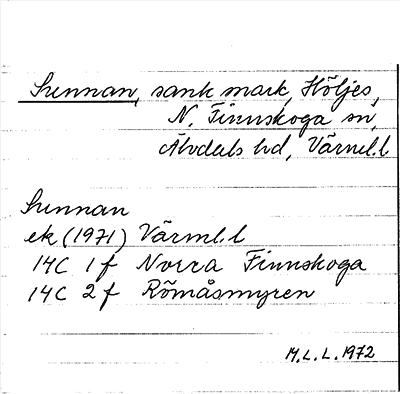 Sunnan, sank mark, Höljes,
N. Finnskoga sn,
Älvdals hd, Värml. l
Sunnan
ek (1971) Värml. l
14C 1f Norra Finnskoga
14C 2f Römåsmyren
M. L. L. 1972